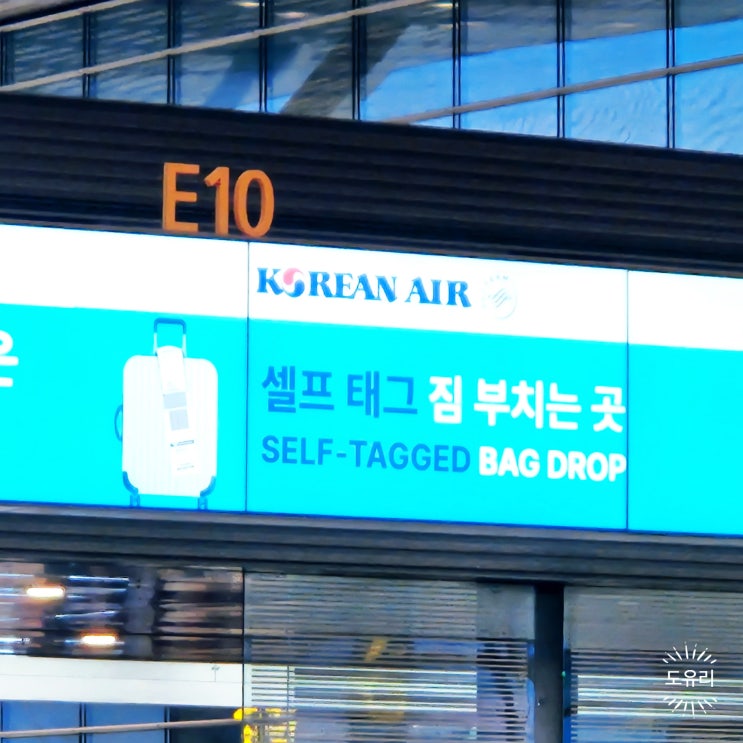 E10
KOREAN AIR
은
셀프 태그 짐 부치는 곳
SELF-TAGGED BAG DROP
도유리